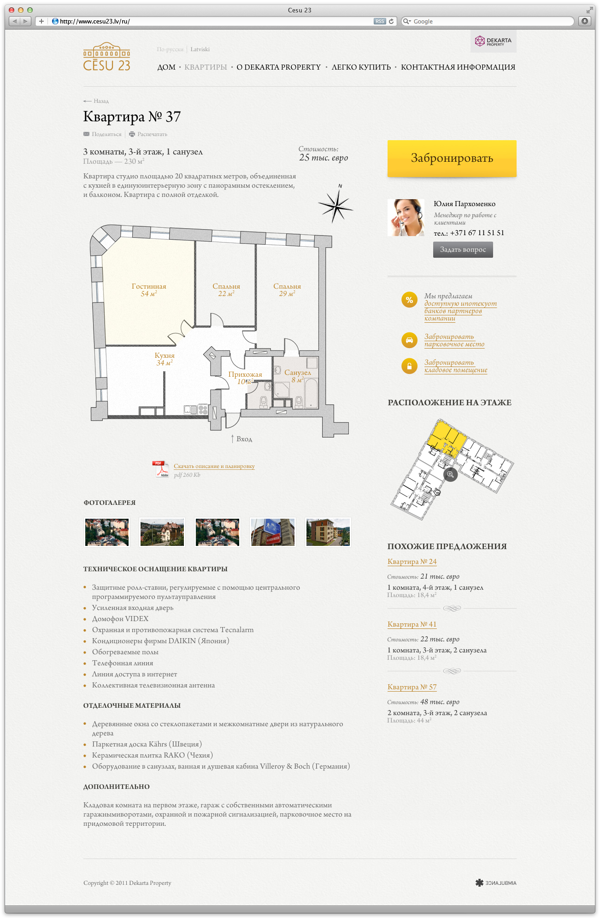 Cesu 23
http://www.cesu23.lv/ru/
Google
CĒSU 23
По-русски | Latviski
DEKARTA
PROPERTY
ДОМ • КВАРТИРЫ • О DEKARTA PROPERTY • ЛЕГКО КУПИТЬ • КОНТАКТНАЯ ИНФОРМАЦИЯ
← Назад
Квартира № 37
Поделиться | Распечатать
3 комнаты, 3-й этаж, 1 санузел
Площадь — 230 м²
Стоимость:
25 тыс. евро
Квартира студио площадью 20 квадратных метров, объединенная
с кухней в единуюинтерьерную зону с панорамным остеклением,
и балконом. Квартира с полной отделкой.
N
Гостинная
54 м²
Спальня
22 м²
Спальня
29 м²
Кухня
34 м²
Прихожая
10
Санузел
8 м²
↑ Вход
Скачать описание и планировку
pdf 260 Kb
ФОТОГАЛЕРЕЯ
ТЕХНИЧЕСКОЕ ОСНАЩЕНИЕ КВАРТИРЫ
• Защитные роль-ставни, регулируемые с помощью центрального
программируемого пультауправления
• Усиленная входная дверь
• Домофон VIDEX
• Охранная и противопожарная система Tecnalarm
• Кондиционеры фирмы DAIKIN (Япония)
• Обогреваемые полы
• Телефонная линия
• Линия доступа в интернет
• Коллективная телевизионная антенна
ОТДЕЛОЧНЫЕ МАТЕРИАЛЫ
• Деревянные окна со стеклопакетами и межкомнатные двери из натурального
дерева
• Паркетная доска Kährs (Швеция)
• Керамическая плитка RAKO (Чехия)
• Оборудование в санузлах, ванная и душевая кабина Villeroy & Boch (Германия)
ДОПОЛНИТЕЛЬНО
Кладовая комната на первом этаже, гараж с собственными автоматическими
гаражнымиворотами, охранной и пожарной сигнализацией, парковочное место на
придомовой территории.
Забронировать
Юлия Пархоменко
Менеджер по работе с
клиентами
тел.: +371 67 11 51 51
Задать вопрос
%
Мы предлагаем
доступную ипотекуот
банков партнеров
компании
Забронировать
парковочное место
Забронировать
кладовое помещение
РАСПОЛОЖЕНИЕ НА ЭТАЖЕ
ПОХОЖИЕ ПРЕДЛОЖЕНИЯ
Квартира № 24
Стоимость: 21 тыс. евро
1 комната, 4-й этаж, 1 санузел
Площадь: 18,4 м²
Квартира № 41
Стоимость: 22 тыс. евро
1 комната, 3-й этаж, 2 санузела
Площадь: 18,4 м²
Квартира № 57
Стоимость: 48 тыс. евро
2 комната, 3-й этаж, 2 санузела
Площадь: 44 м²
Copyright © 2011 Dekarta Property
AMBULANCE